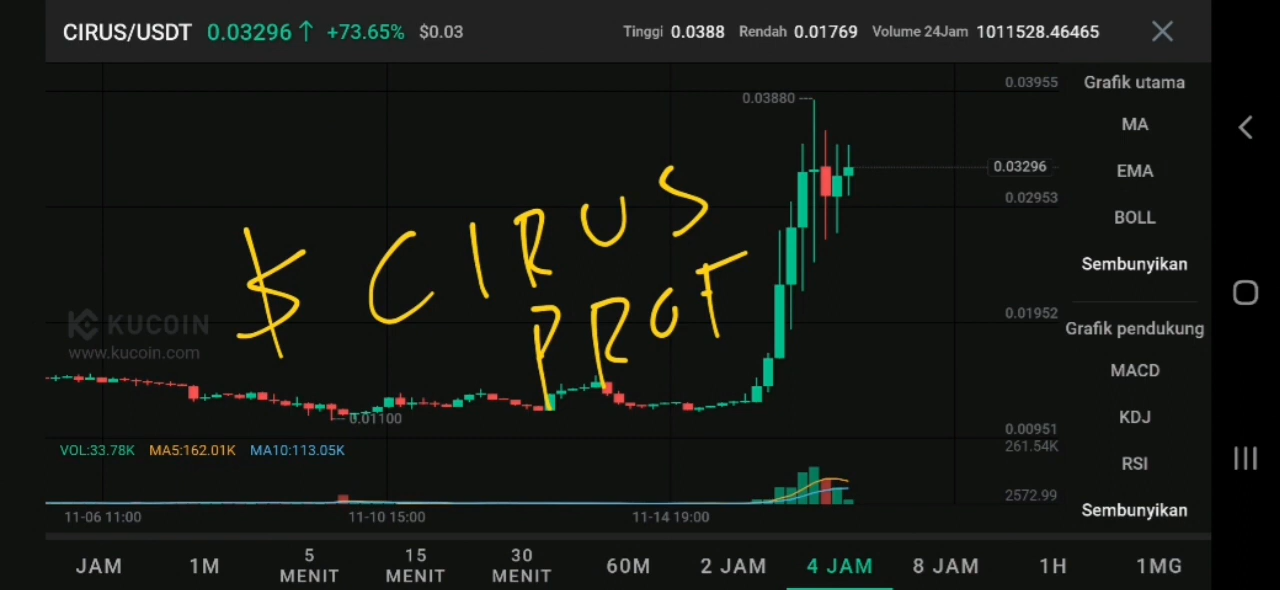 CIRUS/USDT 0.03296 ↑ +73.65% $0.03 Tinggi 0.0388 Rendah 0.01769 Volume 24Jam 1011528.46465
0.03955
0.03880
0.03296
0.02953
0.01952
0.01100
0.00951
$ CIRUS
PROT
KUCOIN
www.kucoin.com
VOL:33.78K MA5:162.01K MA10:113.05K
261.54K
2572.99
11-06 11:00 11-10 15:00 11-14 19:00
Grafik utama
MA
EMA
BOLL
Sembunyikan
Grafik pendukung
MACD
KDJ
RSI
Sembunyikan
JAM 1M 5 MENIT 15 MENIT 30 MENIT 60M 2 JAM 4 JAM 8 JAM 1H 1MG